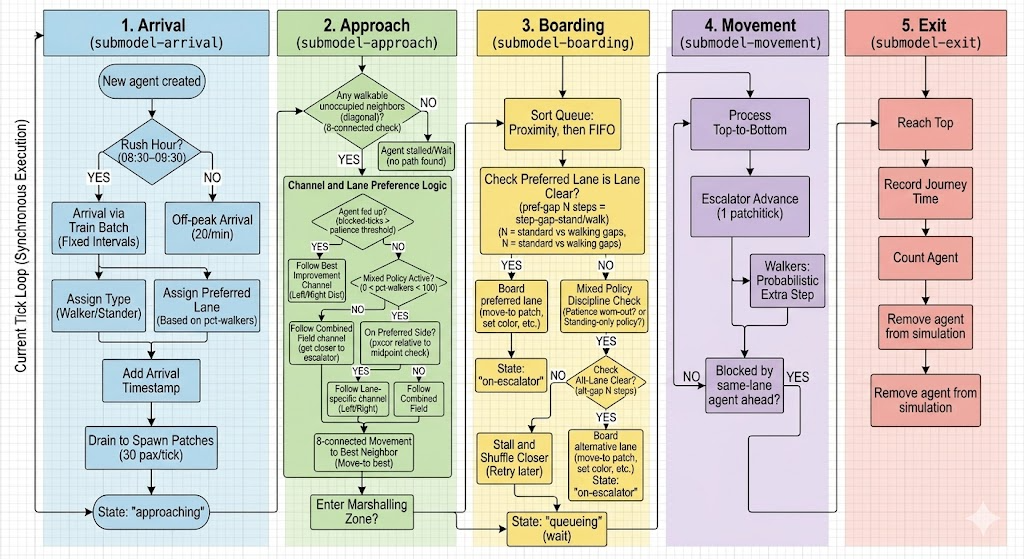 Current Tick Loop (Synchronous Execution)
1. Arrival
(submodel-arrival)
New agent created
Rush Hour?
(08:30–09:30)
YES
NO
Arrival via
Train Batch
(Fixed Intervals)
Off-peak Arrival
(20/min)
Assign Type
(Walker/Stander)
Assign Preferred
Lane
(Based on pct-walkers)
Add Arrival
Timestamp
Drain to Spawn Patches
(30 pax/tick)
State: "approaching"
2. Approach
(submodel-approach)
Any walkable
unoccupied neighbors
(diagonal)?
(8-connected check)
NO
YES
Agent stalled/Wait
(no path found)
Channel and Lane Preference Logic
Agent fed up?
(blocked-ticks >
patience threshold)
YES
NO
Follow Best
Improvement
Channel
(Left/Right Dist)
Mixed Policy Active?
(0 < pct-walkers < 100)
NO
YES
Follow Combined
Field channel
(get closer to
escalator)
On Preferred Side?
(pxcor relative to
midpoint check)
YES
NO
Follow Lane-
specific channel
(Left/Right)
Follow
Combined
Field
8-connected Movement
to Best Neighbor
(Move-to best)
Enter Marshalling
Zone?
3. Boarding
(submodel-boarding)
Sort Queue:
Proximity, then FIFO
Check Preferred Lane is Lane
Clear?
(pref-gap N steps =
step-gap-stand/walk)
(N = standard vs walking gaps,
N = standard vs walking gaps)
YES
NO
Board
preferred lane
(move-to patch,
set color, etc.)
Mixed Policy
Discipline Check
(Patience worn-out? or
Standing-only policy?)
YES
State:
"on-escalator"
NO
Check
Alt-Lane Clear?
(alt-gap N steps)
YES
Stall and
Shuffle Closer
(Retry later)
Board
alternative lane
(move-to patch,
set color, etc.)
State:
"on-escalator"
State: "queueing"
(wait)
4. Movement
(submodel-movement)
Process
Top-to-Bottom
Escalator Advance
(1 patchitick)
Walkers:
Probabilistic
Extra Step
NO
Blocked by
same-lane
agent ahead?
YES
5. Exit
(submodel-exit)
Reach Top
Record Journey
Time
Count Agent
Remove agent from
simulation
Remove agent from
simulation